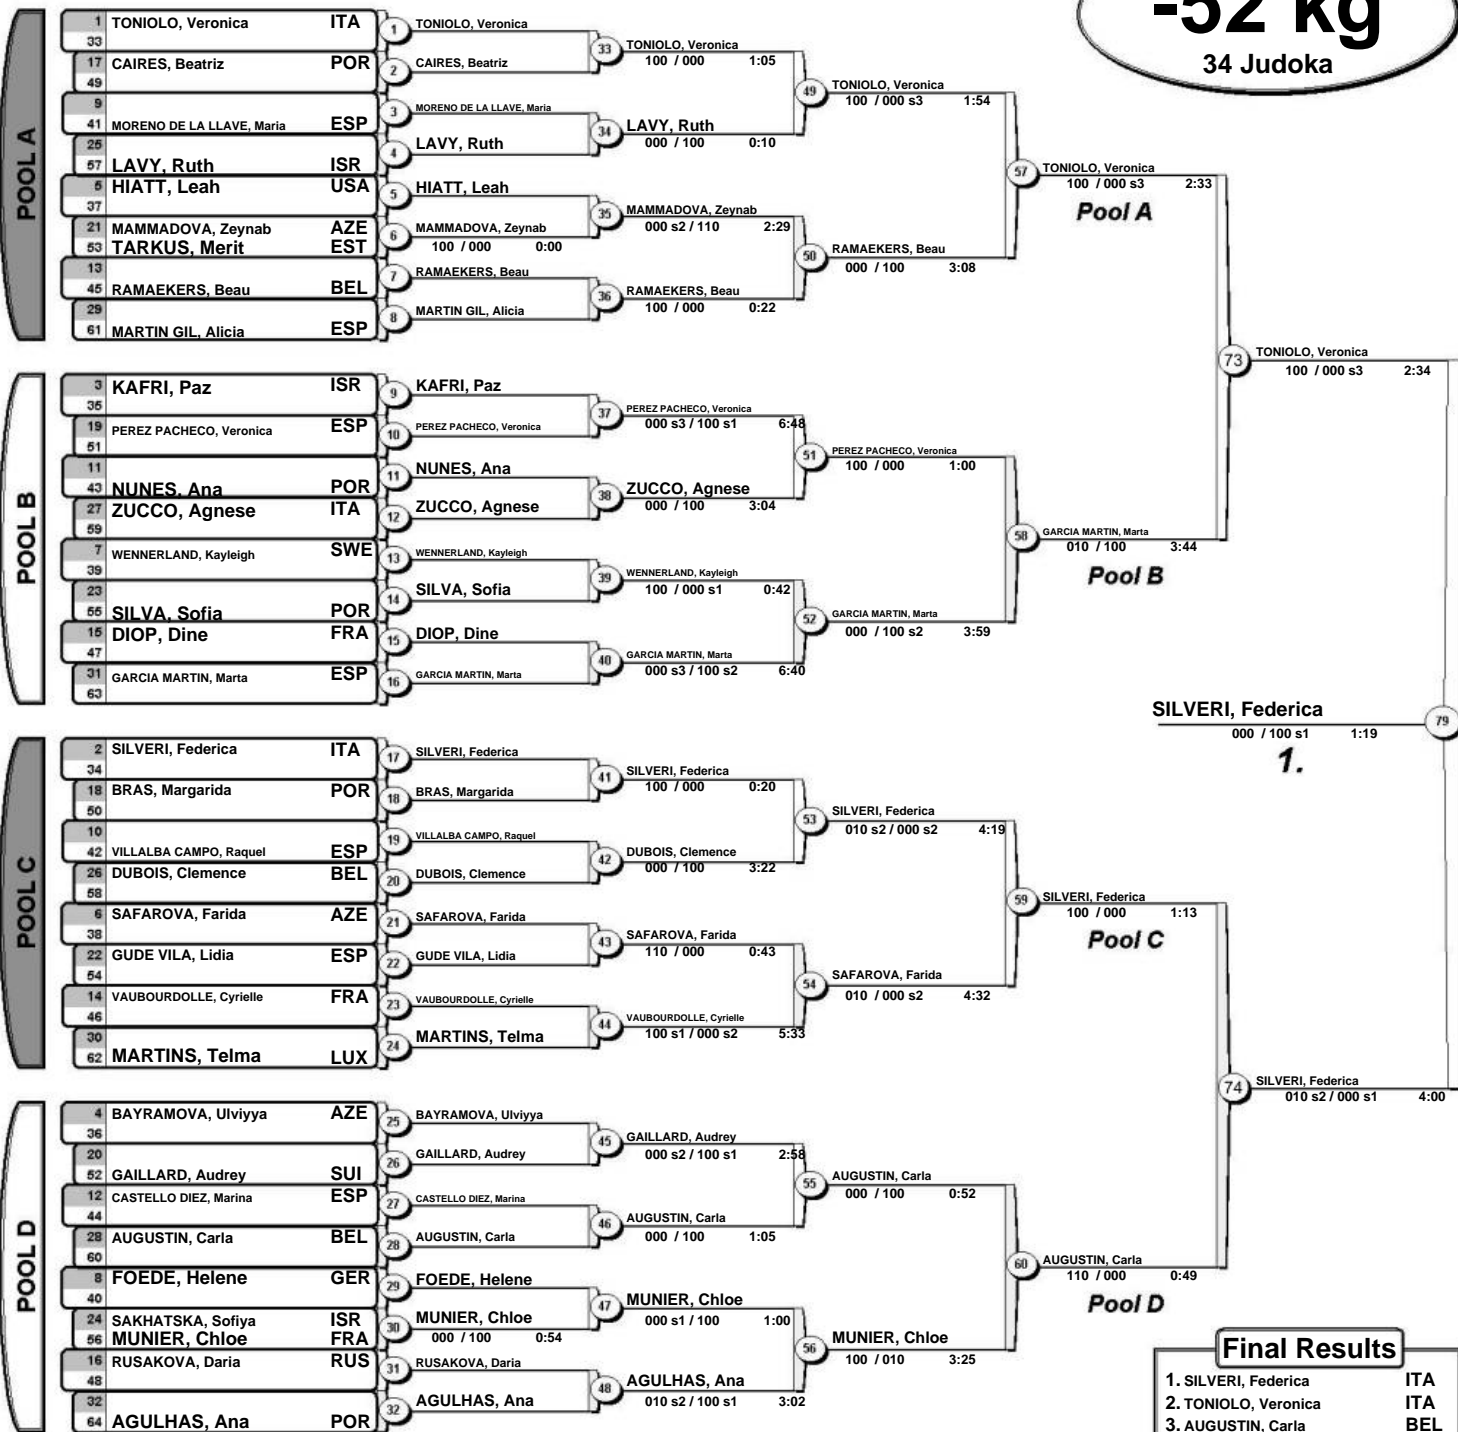 -52 kg
34 Judoka
POOL A
1 TONIOLO, Veronica ITA
33
17 CAIRES, Beatriz POR
49
9
41 MORENO DE LA LLAVE, Maria ESP
25
57 LAVY, Ruth ISR
5 HIATT, Leah USA
37
21 MAMMADOVA, Zeynab AZE
53 TARKUS, Merit EST
13
45 RAMAEKERS, Beau BEL
29
61 MARTIN GIL, Alicia ESP
1 TONIOLO, Veronica
2 CAIRES, Beatriz
3 MORENO DE LA LLAVE, Maria
4 LAVY, Ruth
5 HIATT, Leah
6 MAMMADOVA, Zeynab
100 / 000 0:00
7 RAMAEKERS, Beau
8 MARTIN GIL, Alicia
33 TONIOLO, Veronica
100 / 000 1:05
34 LAVY, Ruth
000 / 100 0:10
35 MAMMADOVA, Zeynab
000 s2 / 110 2:29
36 RAMAEKERS, Beau
100 / 000 0:22
49 TONIOLO, Veronica
100 / 000 s3 1:54
50 RAMAEKERS, Beau
000 / 100 3:08
57 TONIOLO, Veronica
100 / 000 s3 2:33
Pool A
POOL B
3 KAFRI, Paz ISR
35
19 PEREZ PACHECO, Veronica ESP
51
11
43 NUNES, Ana POR
27 ZUCCO, Agnese ITA
59
7 WENNERLAND, Kayleigh SWE
39
23
55 SILVA, Sofia POR
15 DIOP, Dine FRA
47
31 GARCIA MARTIN, Marta ESP
63
9 KAFRI, Paz
10 PEREZ PACHECO, Veronica
11 NUNES, Ana
12 ZUCCO, Agnese
13 WENNERLAND, Kayleigh
14 SILVA, Sofia
15 DIOP, Dine
16 GARCIA MARTIN, Marta
37 PEREZ PACHECO, Veronica
000 s3 / 100 s1 6:48
38 ZUCCO, Agnese
000 / 100 3:04
39 WENNERLAND, Kayleigh
100 / 000 s1 0:42
40 GARCIA MARTIN, Marta
000 s3 / 100 s2 6:40
51 PEREZ PACHECO, Veronica
100 / 000 1:00
52 GARCIA MARTIN, Marta
000 / 100 s2 3:59
58 GARCIA MARTIN, Marta
010 / 100 3:44
Pool B
73 TONIOLO, Veronica
100 / 000 s3 2:34
SILVERI, Federica 79
000 / 100 s1 1:19
1.
POOL C
2 SILVERI, Federica ITA
34
18 BRAS, Margarida POR
50
10
42 VILLALBA CAMPO, Raquel ESP
26 DUBOIS, Clemence BEL
58
6 SAFAROVA, Farida AZE
38
22 GUDE VILA, Lidia ESP
54
14 VAUBOURDOLLE, Cyrielle FRA
46
30
62 MARTINS, Telma LUX
17 SILVERI, Federica
18 BRAS, Margarida
19 VILLALBA CAMPO, Raquel
20 DUBOIS, Clemence
21 SAFAROVA, Farida
22 GUDE VILA, Lidia
23 VAUBOURDOLLE, Cyrielle
24 MARTINS, Telma
41 SILVERI, Federica
100 / 000 0:20
42 DUBOIS, Clemence
000 / 100 3:22
43 SAFAROVA, Farida
110 / 000 0:43
44 VAUBOURDOLLE, Cyrielle
100 s1 / 000 s2 5:33
53 SILVERI, Federica
010 s2 / 000 s2 4:19
54 SAFAROVA, Farida
010 / 000 s2 4:32
59 SILVERI, Federica
100 / 000 1:13
Pool C
74 SILVERI, Federica
010 s2 / 000 s1 4:00
POOL D
4 BAYRAMOVA, Ulviyya AZE
36
20
52 GAILLARD, Audrey SUI
12 CASTELLO DIEZ, Marina ESP
44
28 AUGUSTIN, Carla BEL
60
8 FOEDE, Helene GER
40
24 SAKHATSKA, Sofiya ISR
56 MUNIER, Chloe FRA
16 RUSAKOVA, Daria RUS
48
32
64 AGULHAS, Ana POR
25 BAYRAMOVA, Ulviyya
26 GAILLARD, Audrey
27 CASTELLO DIEZ, Marina
28 AUGUSTIN, Carla
29 FOEDE, Helene
30 MUNIER, Chloe
000 / 100 0:54
31 RUSAKOVA, Daria
32 AGULHAS, Ana
45 GAILLARD, Audrey
000 s2 / 100 s1 2:58
46 AUGUSTIN, Carla
000 / 100 1:05
47 MUNIER, Chloe
000 s1 / 100 1:00
48 AGULHAS, Ana
010 s2 / 100 s1 3:02
55 AUGUSTIN, Carla
000 / 100 0:52
56 MUNIER, Chloe
100 / 010 3:25
60 AUGUSTIN, Carla
110 / 000 0:49
Pool D
Final Results
1. SILVERI, Federica ITA
2. TONIOLO, Veronica ITA
3. AUGUSTIN, Carla BEL